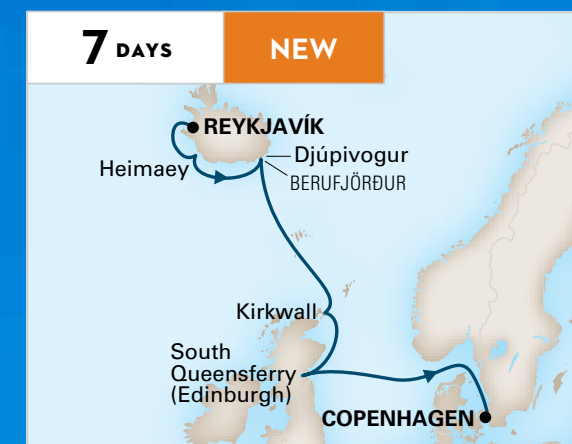 7 DAYS
NEW
REYKJAVÍK
Heimaey
Djúpivogur
BERUFJÖRÐUR
Kirkwall
South
Queensferry
(Edinburgh)
COPENHAGEN